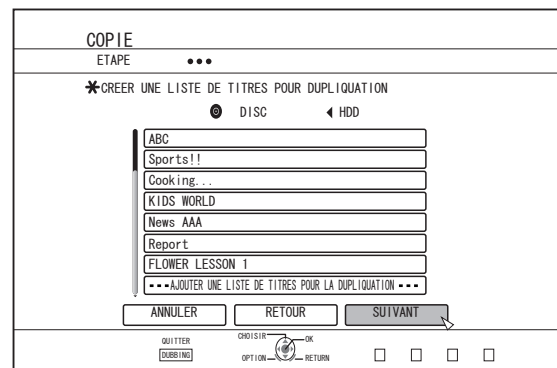 COPIE
ETAPE
CREER UNE LISTE DE TITRES POUR DUPLIQUATION
DISC HDD
ABC
Sports!!
Cooking...
KIDS WORLD
News AAA
Report
FLOWER LESSON 1
---AJOUTER UNE LISTE DE TITRES POUR LA DUPLIQUATION ---
ANNULER RETOUR SUIVANT
QUITTER CHOISIR OK
DUBBING OPTION RETURN